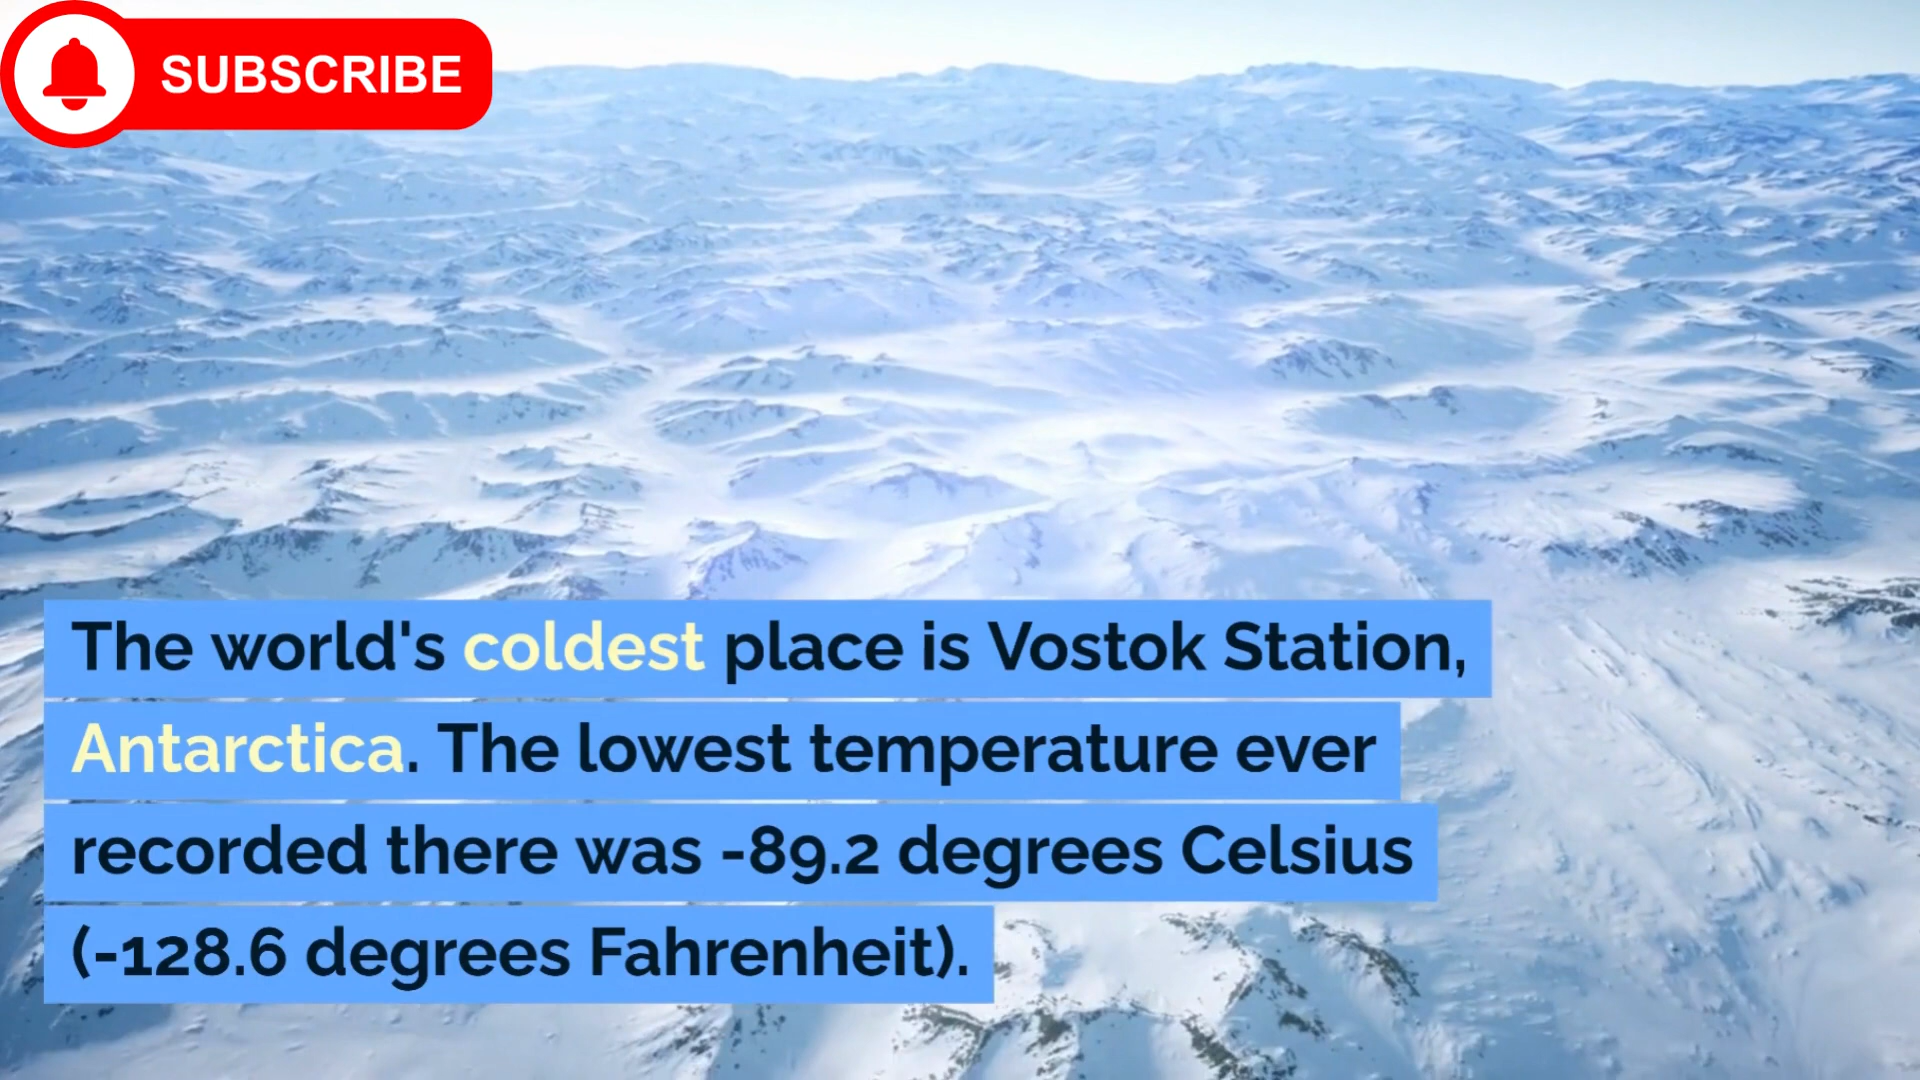 SUBSCRIBE
The world's coldest place is Vostok Station,
Antarctica. The lowest temperature ever
recorded there was -89.2 degrees Celsius
(-128.6 degrees Fahrenheit).